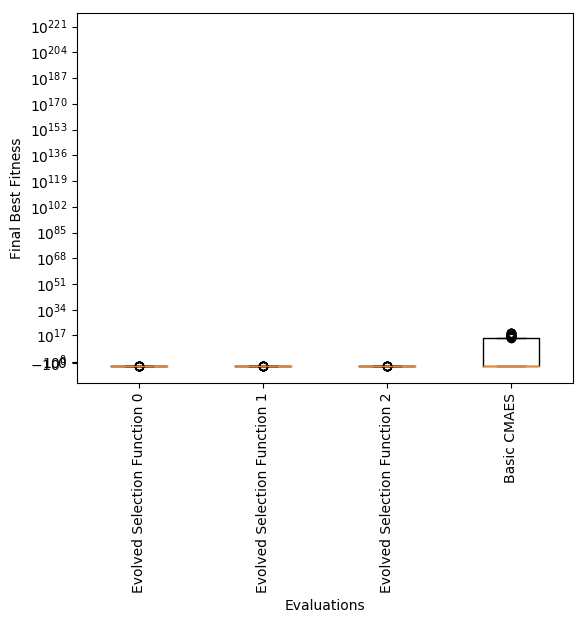 Final Best Fitness
10^221
10^204
10^187
10^170
10^153
10^136
10^119
10^102
10^85
10^68
10^51
10^34
10^17
Evolved Selection Function 0
Evolved Selection Function 1
Evolved Selection Function 2
Basic CMAES
Evaluations